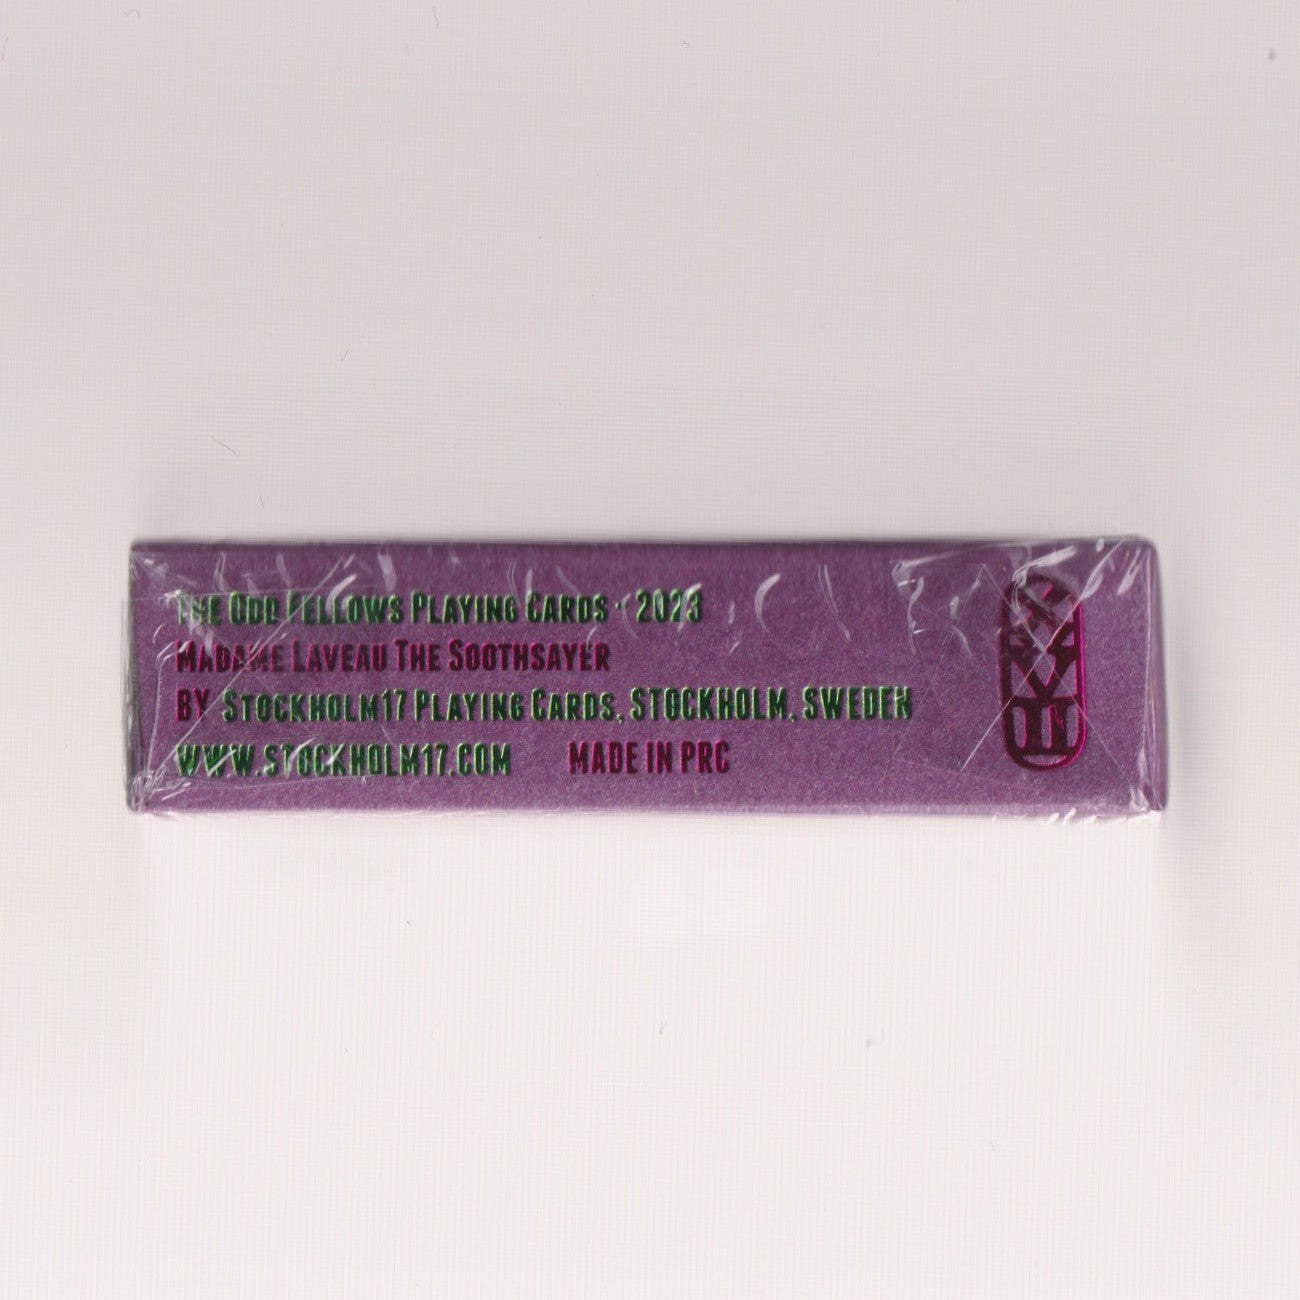 The Odd Fellows Playing Cards - 2023
Madame Laveau The Soothsayer
BY Stockholm17 Playing Cards, STOCKHOLM, SWEDEN
WWW.STOCKHOLM17.COM MADE IN PRC